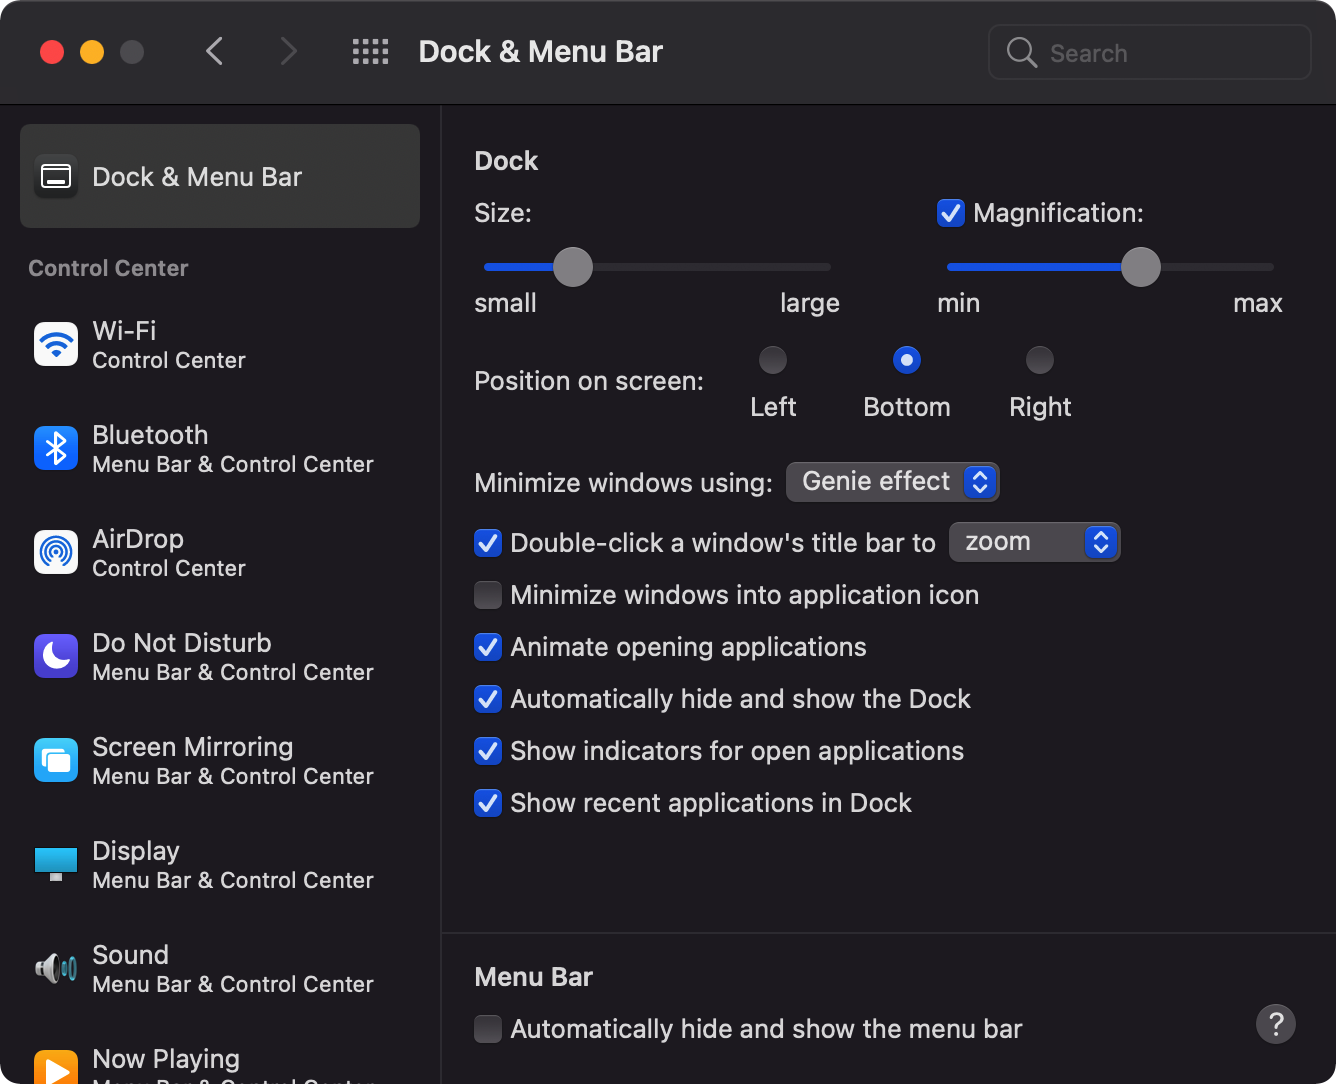 Dock & Menu Bar
Search
Dock & Menu Bar
Control Center
Wi-Fi
Control Center
Bluetooth
Menu Bar & Control Center
AirDrop
Control Center
Do Not Disturb
Menu Bar & Control Center
Screen Mirroring
Menu Bar & Control Center
Display
Menu Bar & Control Center
Sound
Menu Bar & Control Center
Now Playing
Menu Bar & Control Center
Dock
Size:
small large
Magnification:
min max
Position on screen:
Left Bottom Right
Minimize windows using: Genie effect
Double-click a window's title bar to zoom
Minimize windows into application icon
Animate opening applications
Automatically hide and show the Dock
Show indicators for open applications
Show recent applications in Dock
Menu Bar
Automatically hide and show the menu bar
?